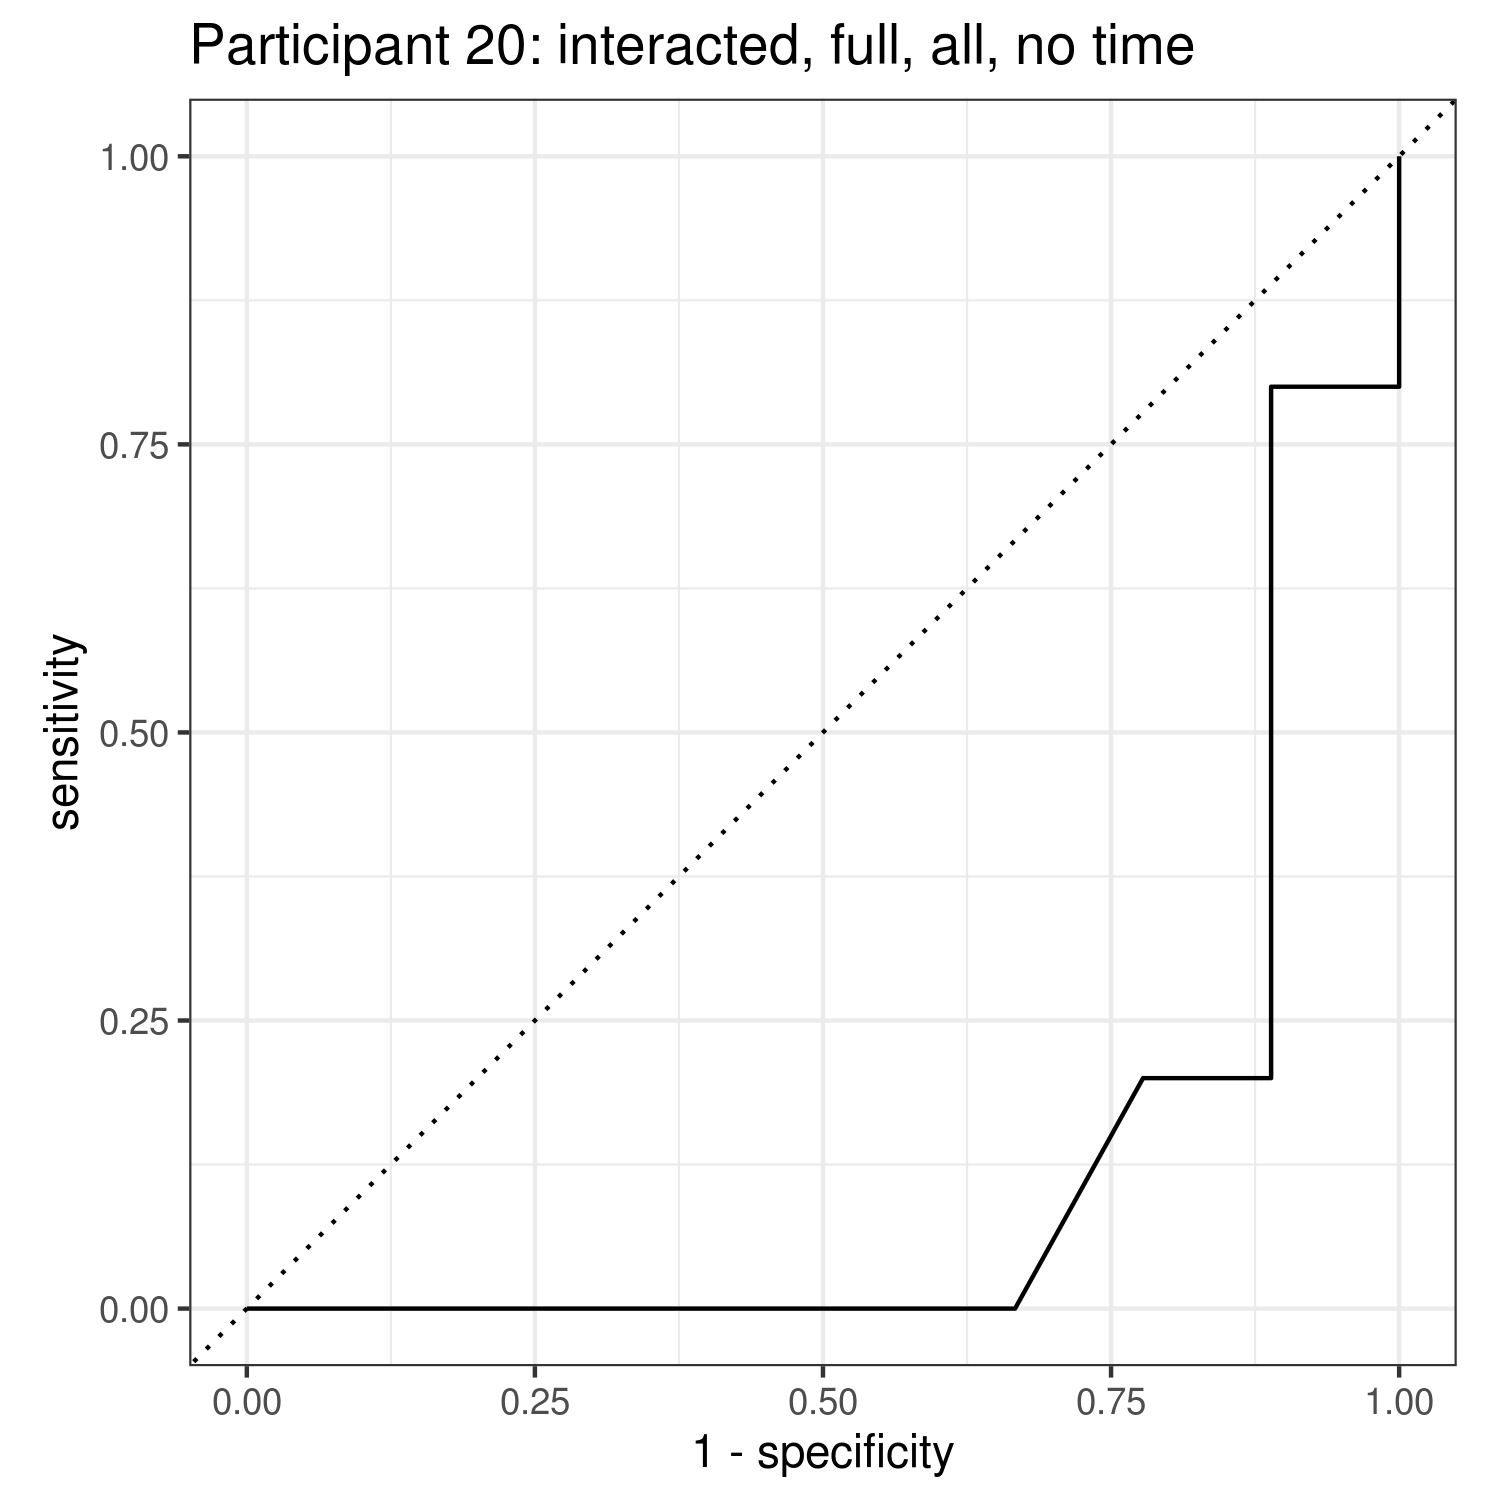 Participant 20: interacted, full, all, no time
1.00
0.75
0.50
0.25
0.00
sensitivity
0.00 0.25 0.50 0.75 1.00
1 - specificity